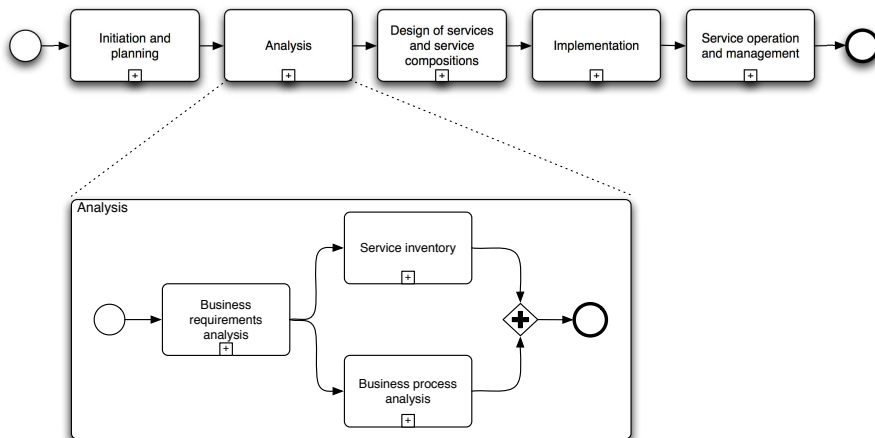 Initiation and
planning
Analysis
Design of services
and service
compositions
Implementation
Service operation
and management
Analysis
Service inventory
Business
requirements
analysis
Business process
analysis